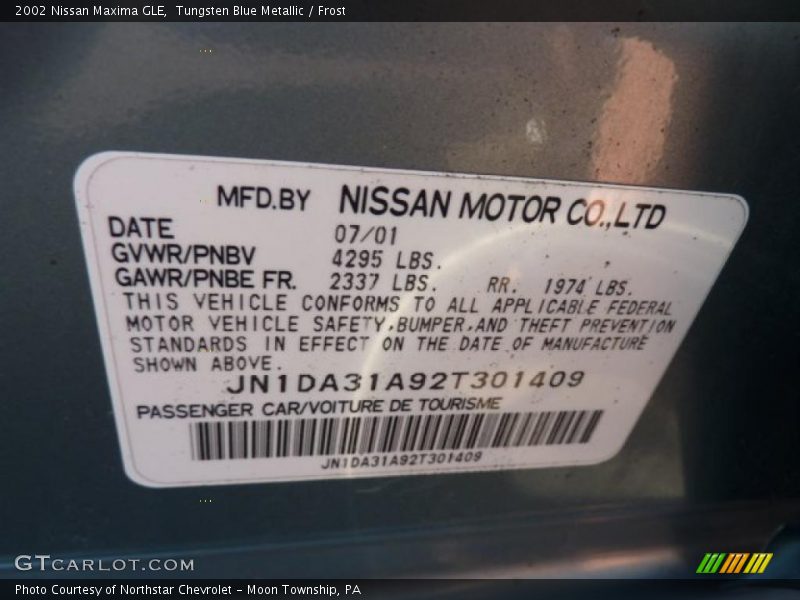 2002 Nissan Maxima GLE,  Tungsten Blue Metallic / Frost
MFD.BY NISSAN MOTOR CO.,LTD
DATE 07/01
GVWR/PNBV 4295 LBS.
GAWR/PNBE FR. 2337 LBS. RR. 1974 LBS.
THIS VEHICLE CONFORMS TO ALL APPLICABLE FEDERAL
MOTOR VEHICLE SAFETY,BUMPER,AND THEFT PREVENTION
STANDARDS IN EFFECT ON THE DATE OF MANUFACTURE
SHOWN ABOVE.
JN1DA31A92T301409
PASSENGER CAR/VOITURE DE TOURISME
JN1DA31A92T301409
GTCARLOT.COM
Photo Courtesy of Northstar Chevrolet – Moon Township, PA